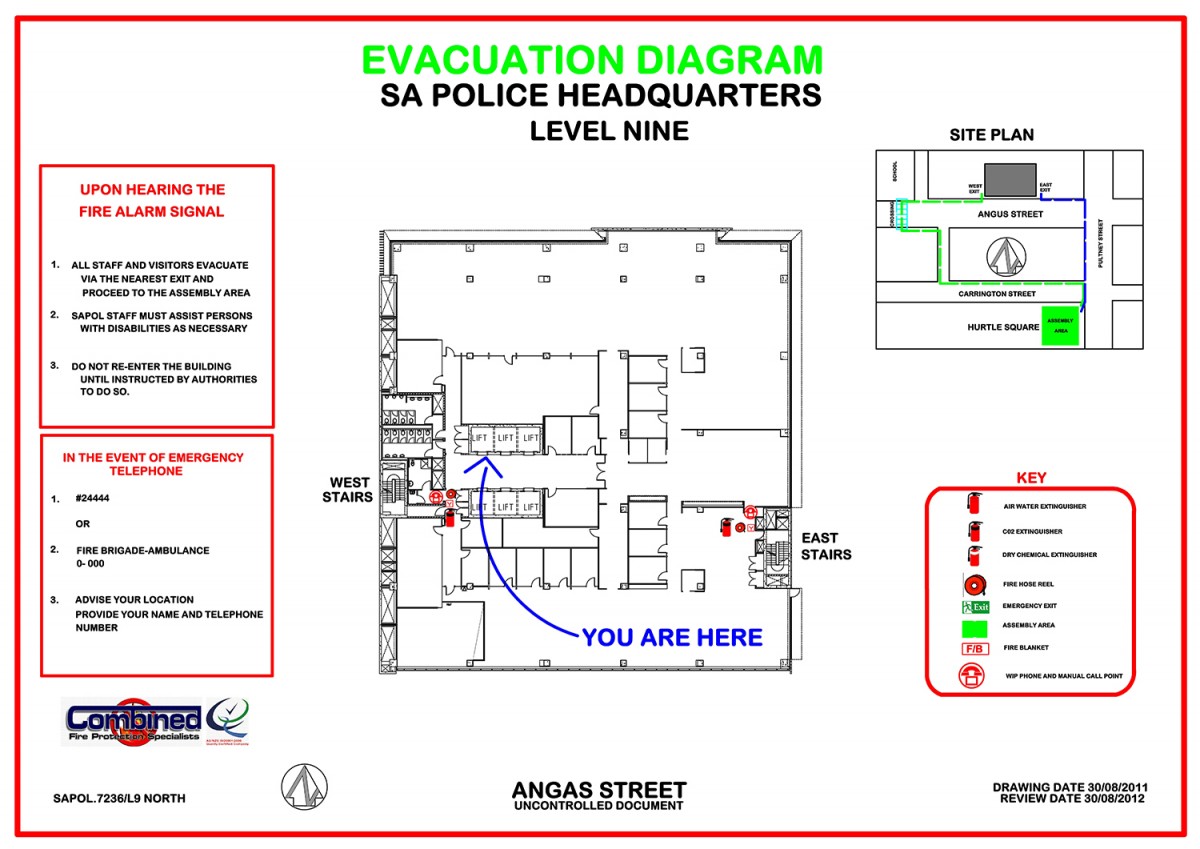 EVACUATION DIAGRAM
SA POLICE HEADQUARTERS
LEVEL NINE
UPON HEARING THE
FIRE ALARM SIGNAL
1. ALL STAFF AND VISITORS EVACUATE
VIA THE NEAREST EXIT AND
PROCEED TO THE ASSEMBLY AREA
2. SAPOL STAFF MUST ASSIST PERSONS
WITH DISABILITIES AS NECESSARY
3. DO NOT RE-ENTER THE BUILDING
UNTIL INSTRUCTED BY AUTHORITIES
TO DO SO.
IN THE EVENT OF EMERGENCY
TELEPHONE
1. #24444
OR
2. FIRE BRIGADE-AMBULANCE
0- 000
3. ADVISE YOUR LOCATION
PROVIDE YOUR NAME AND TELEPHONE
NUMBER
Combined
Fire Protection Specialists
SAPOL.7236/L9 NORTH
LIFT LIFT LIFT
WEST
STAIRS
LIFT LIFT LIFT
EAST
STAIRS
YOU ARE HERE
ANGAS STREET
UNCONTROLLED DOCUMENT
SITE PLAN
SCHOOL
WEST
EXIT
EAST
EXIT
CROSSING
ANGUS STREET
PULTNEY STREET
CARRINGTON STREET
HURTLE SQUARE
ASSEMBLY
AREA
KEY
AIR WATER EXTINGUISHER
C02 EXTINGUISHER
DRY CHEMICAL EXTINGUISHER
FIRE HOSE REEL
Exit EMERGENCY EXIT
ASSEMBLY AREA
F/B FIRE BLANKET
WIP PHONE AND MANUAL CALL POINT
DRAWING DATE 30/08/2011
REVIEW DATE 30/08/2012